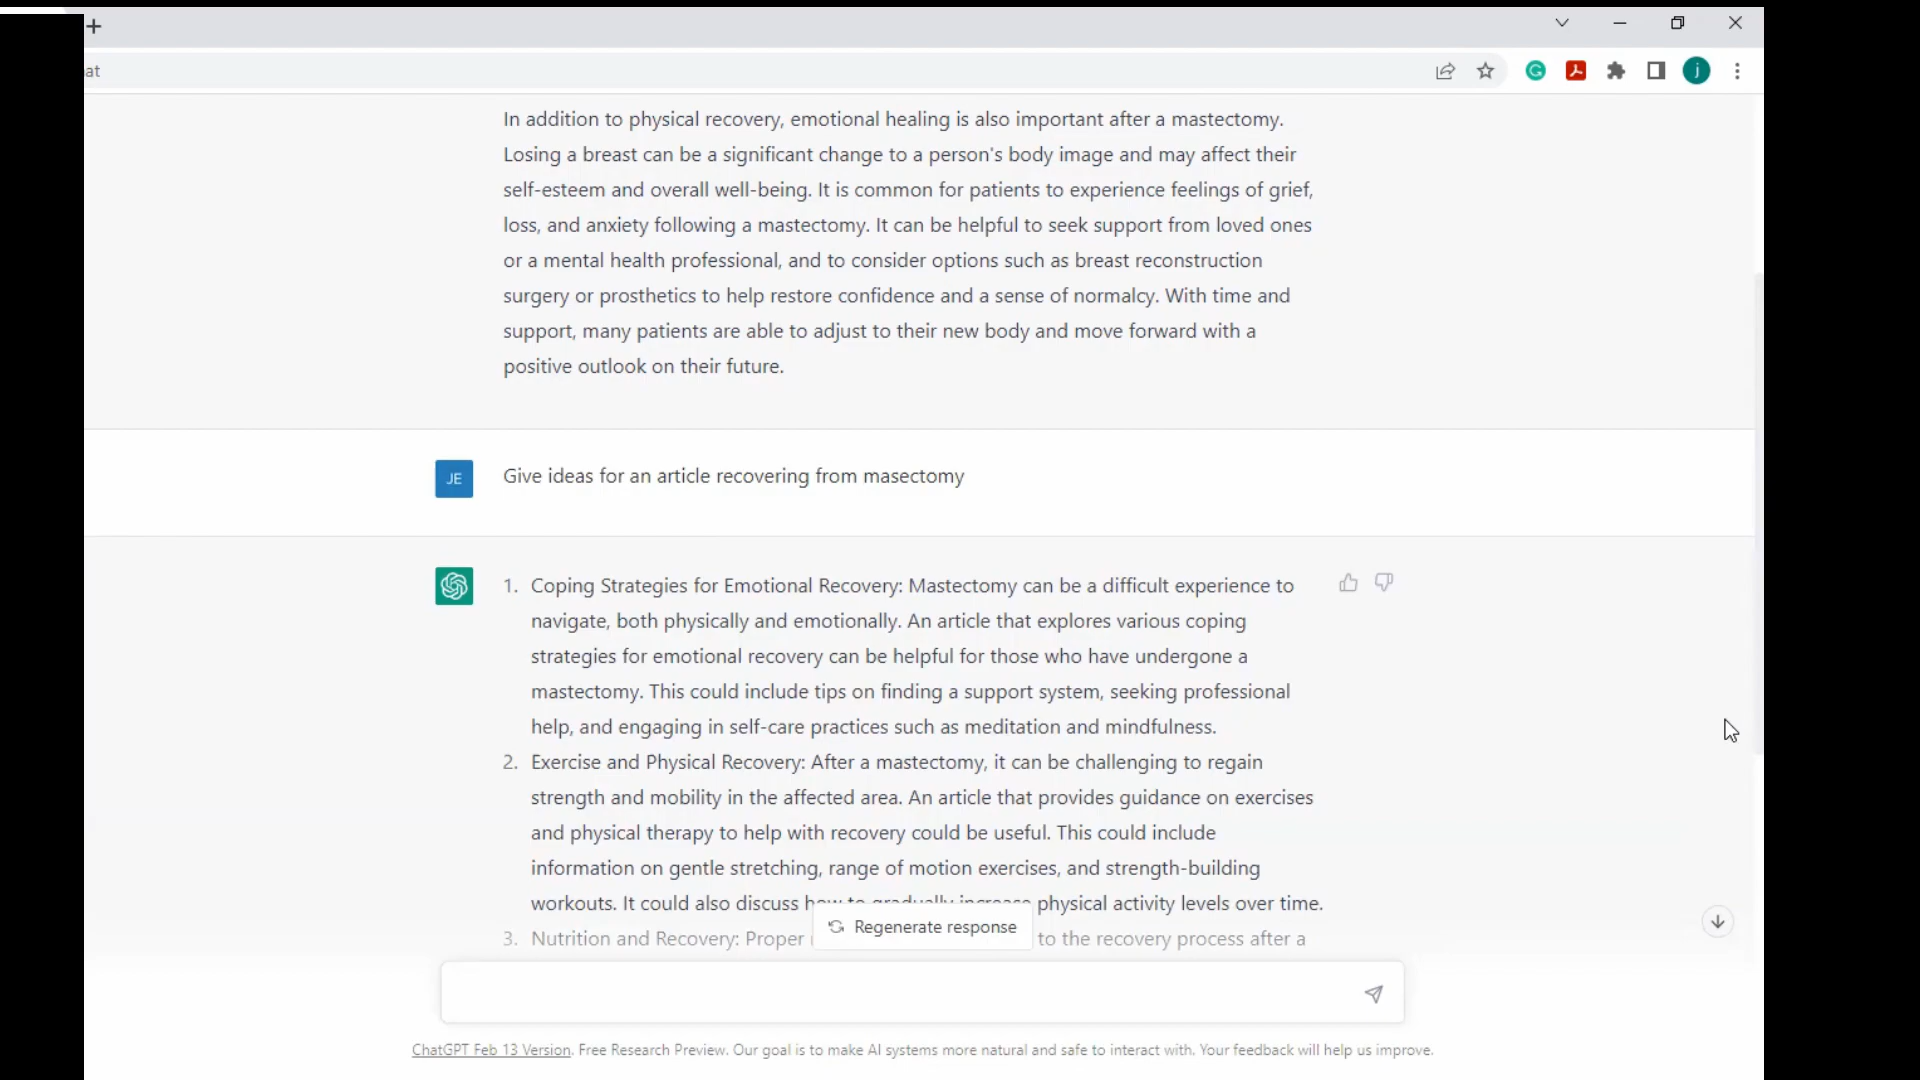 at
j
In addition to physical recovery, emotional healing is also important after a mastectomy.
Losing a breast can be a significant change to a person's body image and may affect their
self-esteem and overall well-being. It is common for patients to experience feelings of grief,
loss, and anxiety following a mastectomy. It can be helpful to seek support from loved ones
or a mental health professional, and to consider options such as breast reconstruction
surgery or prosthetics to help restore confidence and a sense of normalcy. With time and
support, many patients are able to adjust to their new body and move forward with a
positive outlook on their future.
JE
Give ideas for an article recovering from masectomy
1. Coping Strategies for Emotional Recovery: Mastectomy can be a difficult experience to
navigate, both physically and emotionally. An article that explores various coping
strategies for emotional recovery can be helpful for those who have undergone a
mastectomy. This could include tips on finding a support system, seeking professional
help, and engaging in self-care practices such as meditation and mindfulness.
2. Exercise and Physical Recovery: After a mastectomy, it can be challenging to regain
strength and mobility in the affected area. An article that provides guidance on exercises
and physical therapy to help with recovery could be useful. This could include
information on gentle stretching, range of motion exercises, and strength-building
workouts. It could also discuss how to gradually increase physical activity levels over time.
3. Nutrition and Recovery: Proper to the recovery process after a
Regenerate response
ChatGPT Feb 13 Version. Free Research Preview. Our goal is to make AI systems more natural and safe to interact with. Your feedback will help us improve.